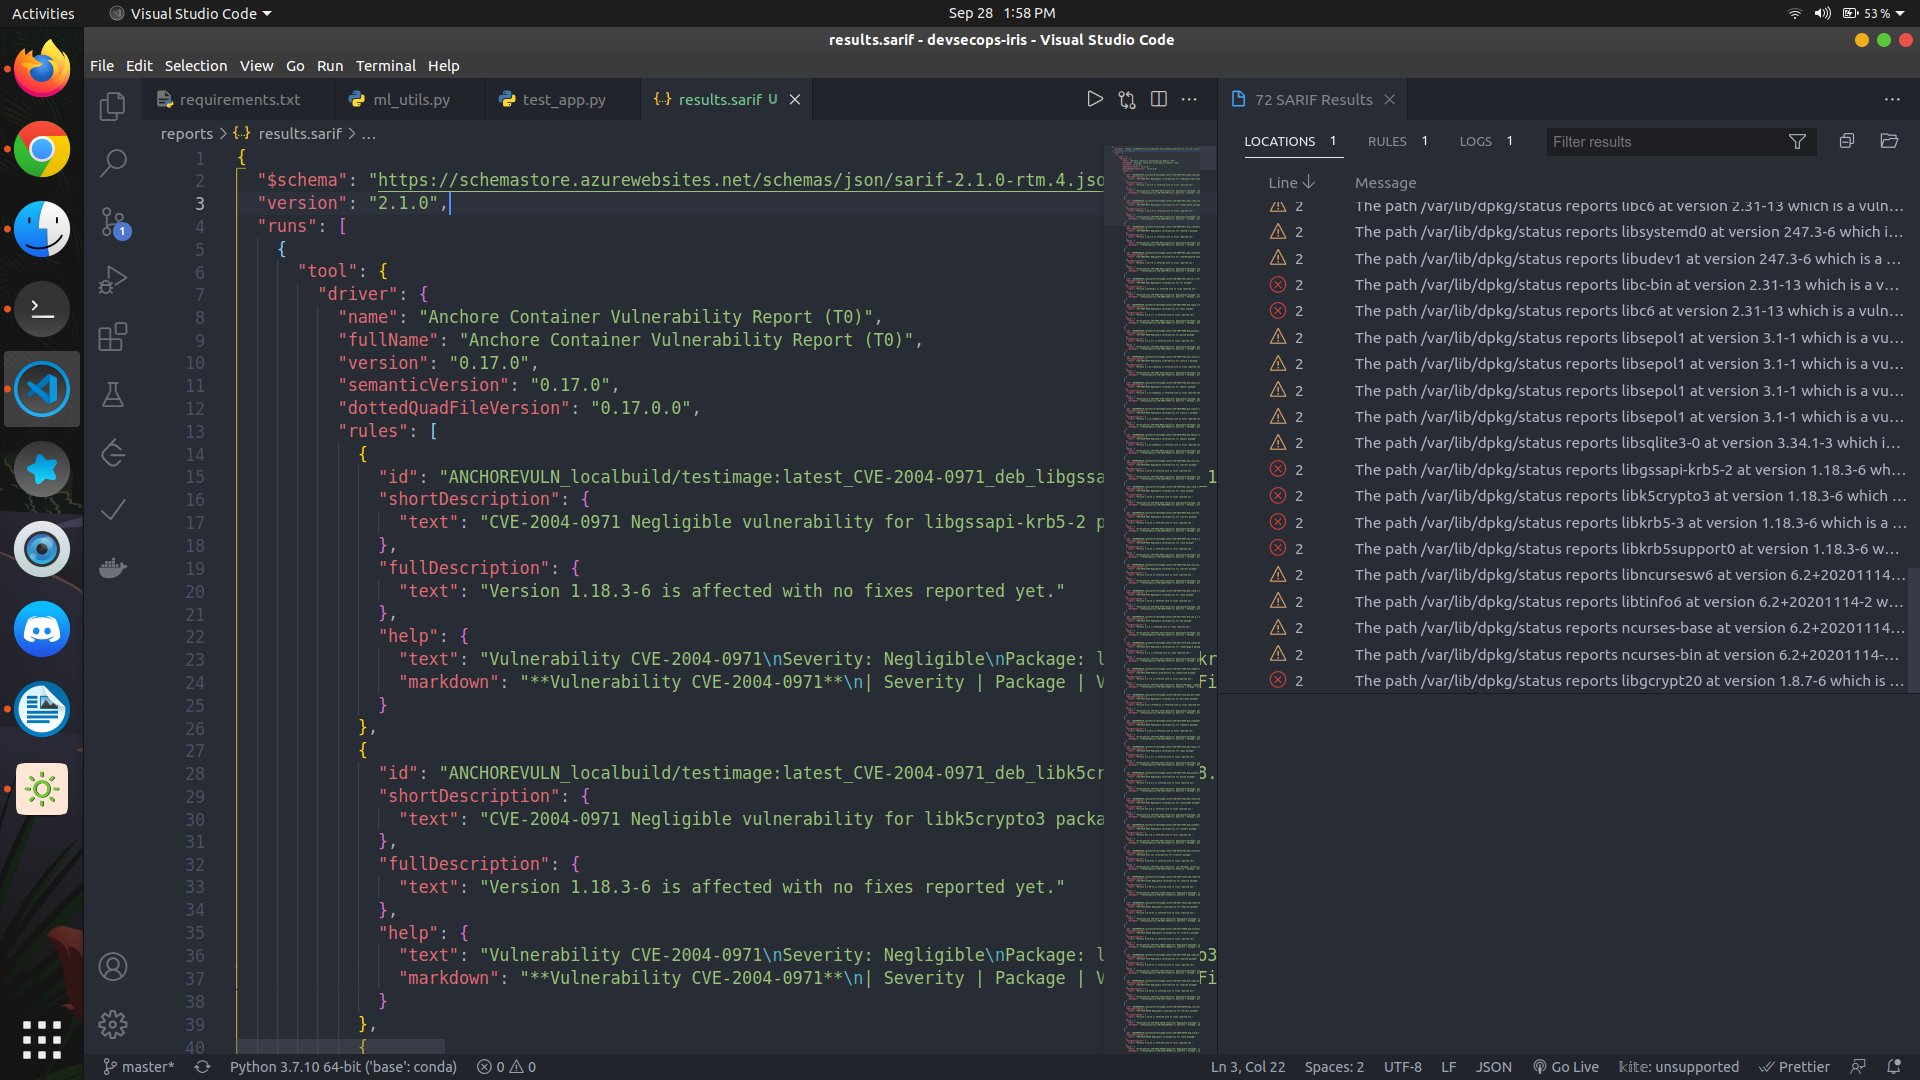 Activities
Visual Studio Code
Sep 28 1:58 PM
53 %
results.sarif - devsecops-iris - Visual Studio Code
File Edit Selection View Go Run Terminal Help
requirements.txt
ml_utils.py
test_app.py
results.sarif U
72 SARIF Results
reports > results.sarif > ...
LOCATIONS 1
RULES 1
LOGS 1
Filter results
Line
Message
1 {
2 "$schema": "https://schemastore.azurewebsites.net/schemas/json/sarif-2.1.0-rtm.4.jso
3 "version": "2.1.0",
4 "runs": [
5 {
6 "tool": {
7 "driver": {
8 "name": "Anchore Container Vulnerability Report (T0)",
9 "fullName": "Anchore Container Vulnerability Report (T0)",
10 "version": "0.17.0",
11 "semanticVersion": "0.17.0",
12 "dottedQuadFileVersion": "0.17.0.0",
13 "rules": [
14 {
15 "id": "ANCHOREVULN_localbuild/testimage:latest_CVE-2004-0971_deb_libgssa
16 "shortDescription": {
17 "text": "CVE-2004-0971 Negligible vulnerability for libgssapi-krb5-2 p
18 },
19 "fullDescription": {
20 "text": "Version 1.18.3-6 is affected with no fixes reported yet."
21 },
22 "help": {
23 "text": "Vulnerability CVE-2004-0971\nSeverity: Negligible\nPackage: l
24 "markdown": "**Vulnerability CVE-2004-0971**\n| Severity | Package | V
25 }
26 },
27 {
28 "id": "ANCHOREVULN_localbuild/testimage:latest_CVE-2004-0971_deb_libk5cr
29 "shortDescription": {
30 "text": "CVE-2004-0971 Negligible vulnerability for libk5crypto3 packa
31 },
32 "fullDescription": {
33 "text": "Version 1.18.3-6 is affected with no fixes reported yet."
34 },
35 "help": {
36 "text": "Vulnerability CVE-2004-0971\nSeverity: Negligible\nPackage: l
37 "markdown": "**Vulnerability CVE-2004-0971**\n| Severity | Package | V
38 }
39 },
40 {
2 The path /var/lib/dpkg/status reports libc6 at version 2.31-13 which is a vuln...
2 The path /var/lib/dpkg/status reports libsystemd0 at version 247.3-6 which i...
2 The path /var/lib/dpkg/status reports libudev1 at version 247.3-6 which is a ...
2 The path /var/lib/dpkg/status reports libc-bin at version 2.31-13 which is a v...
2 The path /var/lib/dpkg/status reports libc6 at version 2.31-13 which is a vuln...
2 The path /var/lib/dpkg/status reports libsepol1 at version 3.1-1 which is a vu...
2 The path /var/lib/dpkg/status reports libsepol1 at version 3.1-1 which is a vu...
2 The path /var/lib/dpkg/status reports libsepol1 at version 3.1-1 which is a vu...
2 The path /var/lib/dpkg/status reports libsepol1 at version 3.1-1 which is a vu...
2 The path /var/lib/dpkg/status reports libsqlite3-0 at version 3.34.1-3 which i...
2 The path /var/lib/dpkg/status reports libgssapi-krb5-2 at version 1.18.3-6 wh...
2 The path /var/lib/dpkg/status reports libk5crypto3 at version 1.18.3-6 which ...
2 The path /var/lib/dpkg/status reports libkrb5-3 at version 1.18.3-6 which is a ...
2 The path /var/lib/dpkg/status reports libkrb5support0 at version 1.18.3-6 w...
2 The path /var/lib/dpkg/status reports libncursesw6 at version 6.2+20201114...
2 The path /var/lib/dpkg/status reports libtinfo6 at version 6.2+20201114-2 w...
2 The path /var/lib/dpkg/status reports ncurses-base at version 6.2+20201114...
2 The path /var/lib/dpkg/status reports ncurses-bin at version 6.2+20201114-...
2 The path /var/lib/dpkg/status reports libgcrypt20 at version 1.8.7-6 which is ...
1
master*
Python 3.7.10 64-bit ('base': conda)
0 0
Ln 3, Col 22
Spaces: 2
UTF-8
LF
JSON
Go Live
kite: unsupported
Prettier